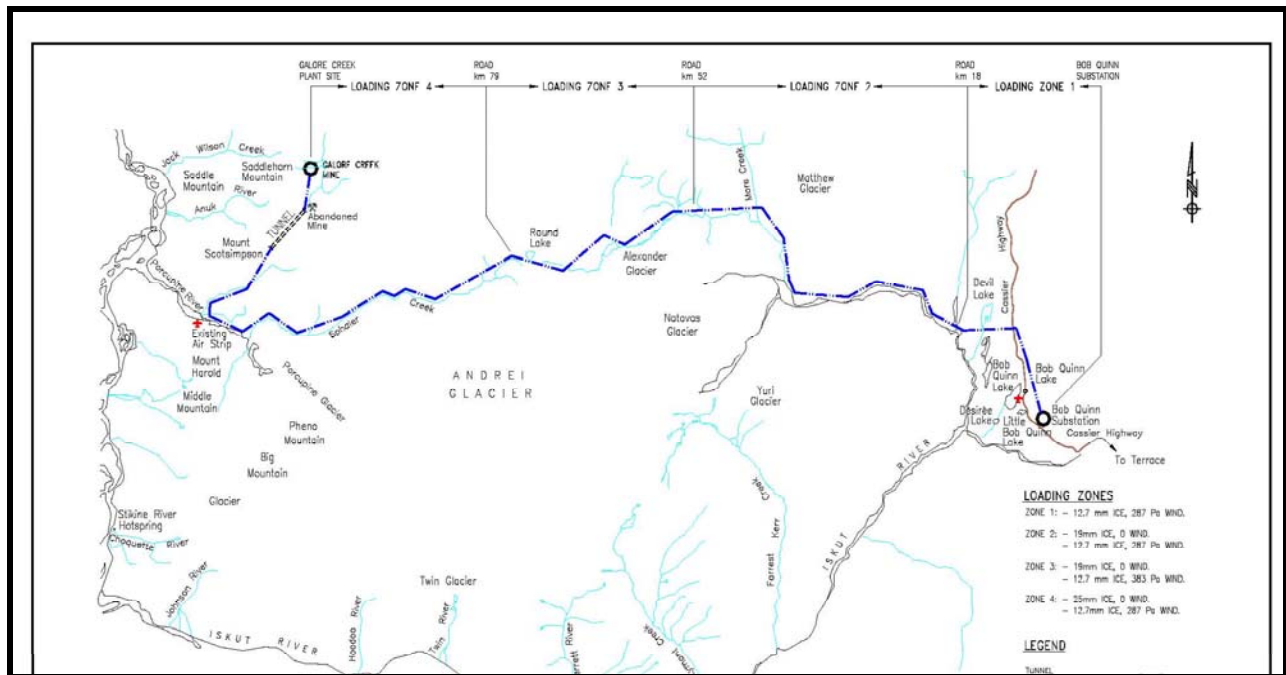 GALORE CREEK
PLANT SITE
ROAD
km 79
ROAD
km 52
ROAD
km 18
BOB QUINN
SUBSTATION
LOADING ZONE 4
LOADING ZONE 3
LOADING ZONE 2
LOADING ZONE 1
Jack Wilson Creek
Saddle
Mountain
Saddlehorn
Mountain
GALORE CREEK
MINE
Anuk River
Abandoned
Mine
TUNNEL
Mount
Scotsimpson
Porcupine River
Existing
Air Strip
Mount
Harold
Middle
Mountain
Porcupine Glacier
Pheno
Mountain
Big
Mountain
Glacier
Stikine River
Hotspring
Choquette River
Johnson River
ISKUT RIVER
Sphaler Creek
Round
Lake
Alexander
Glacier
More Creek
Matthew
Glacier
Natavas
Glacier
ANDREI
GLACIER
Yuri
Glacier
Twin Glacier
Hoodoo River
Twin River
Forrest Kerr Creek
Creek
ISKUT RIVER
Devil
Lake
Cassier Highway
Bob
Quinn
Lake
Bob Quinn
Lake
Desiree
Lake
Little
Bob Quinn
Lake
Bob Quinn
Substation
Cassier Highway
To Terrace
LOADING ZONES
ZONE 1: – 12.7 mm ICE, 287 Pa WIND.
ZONE 2: – 19mm ICE, 0 WIND.
– 12.7 mm ICE, 287 Pa WIND.
ZONE 3: – 19mm ICE, 0 WIND.
– 12.7 mm ICE, 383 Pa WIND.
ZONE 4: – 25mm ICE, 0 WIND.
– 12.7mm ICE, 287 Pa WIND.
LEGEND
TUNNEL